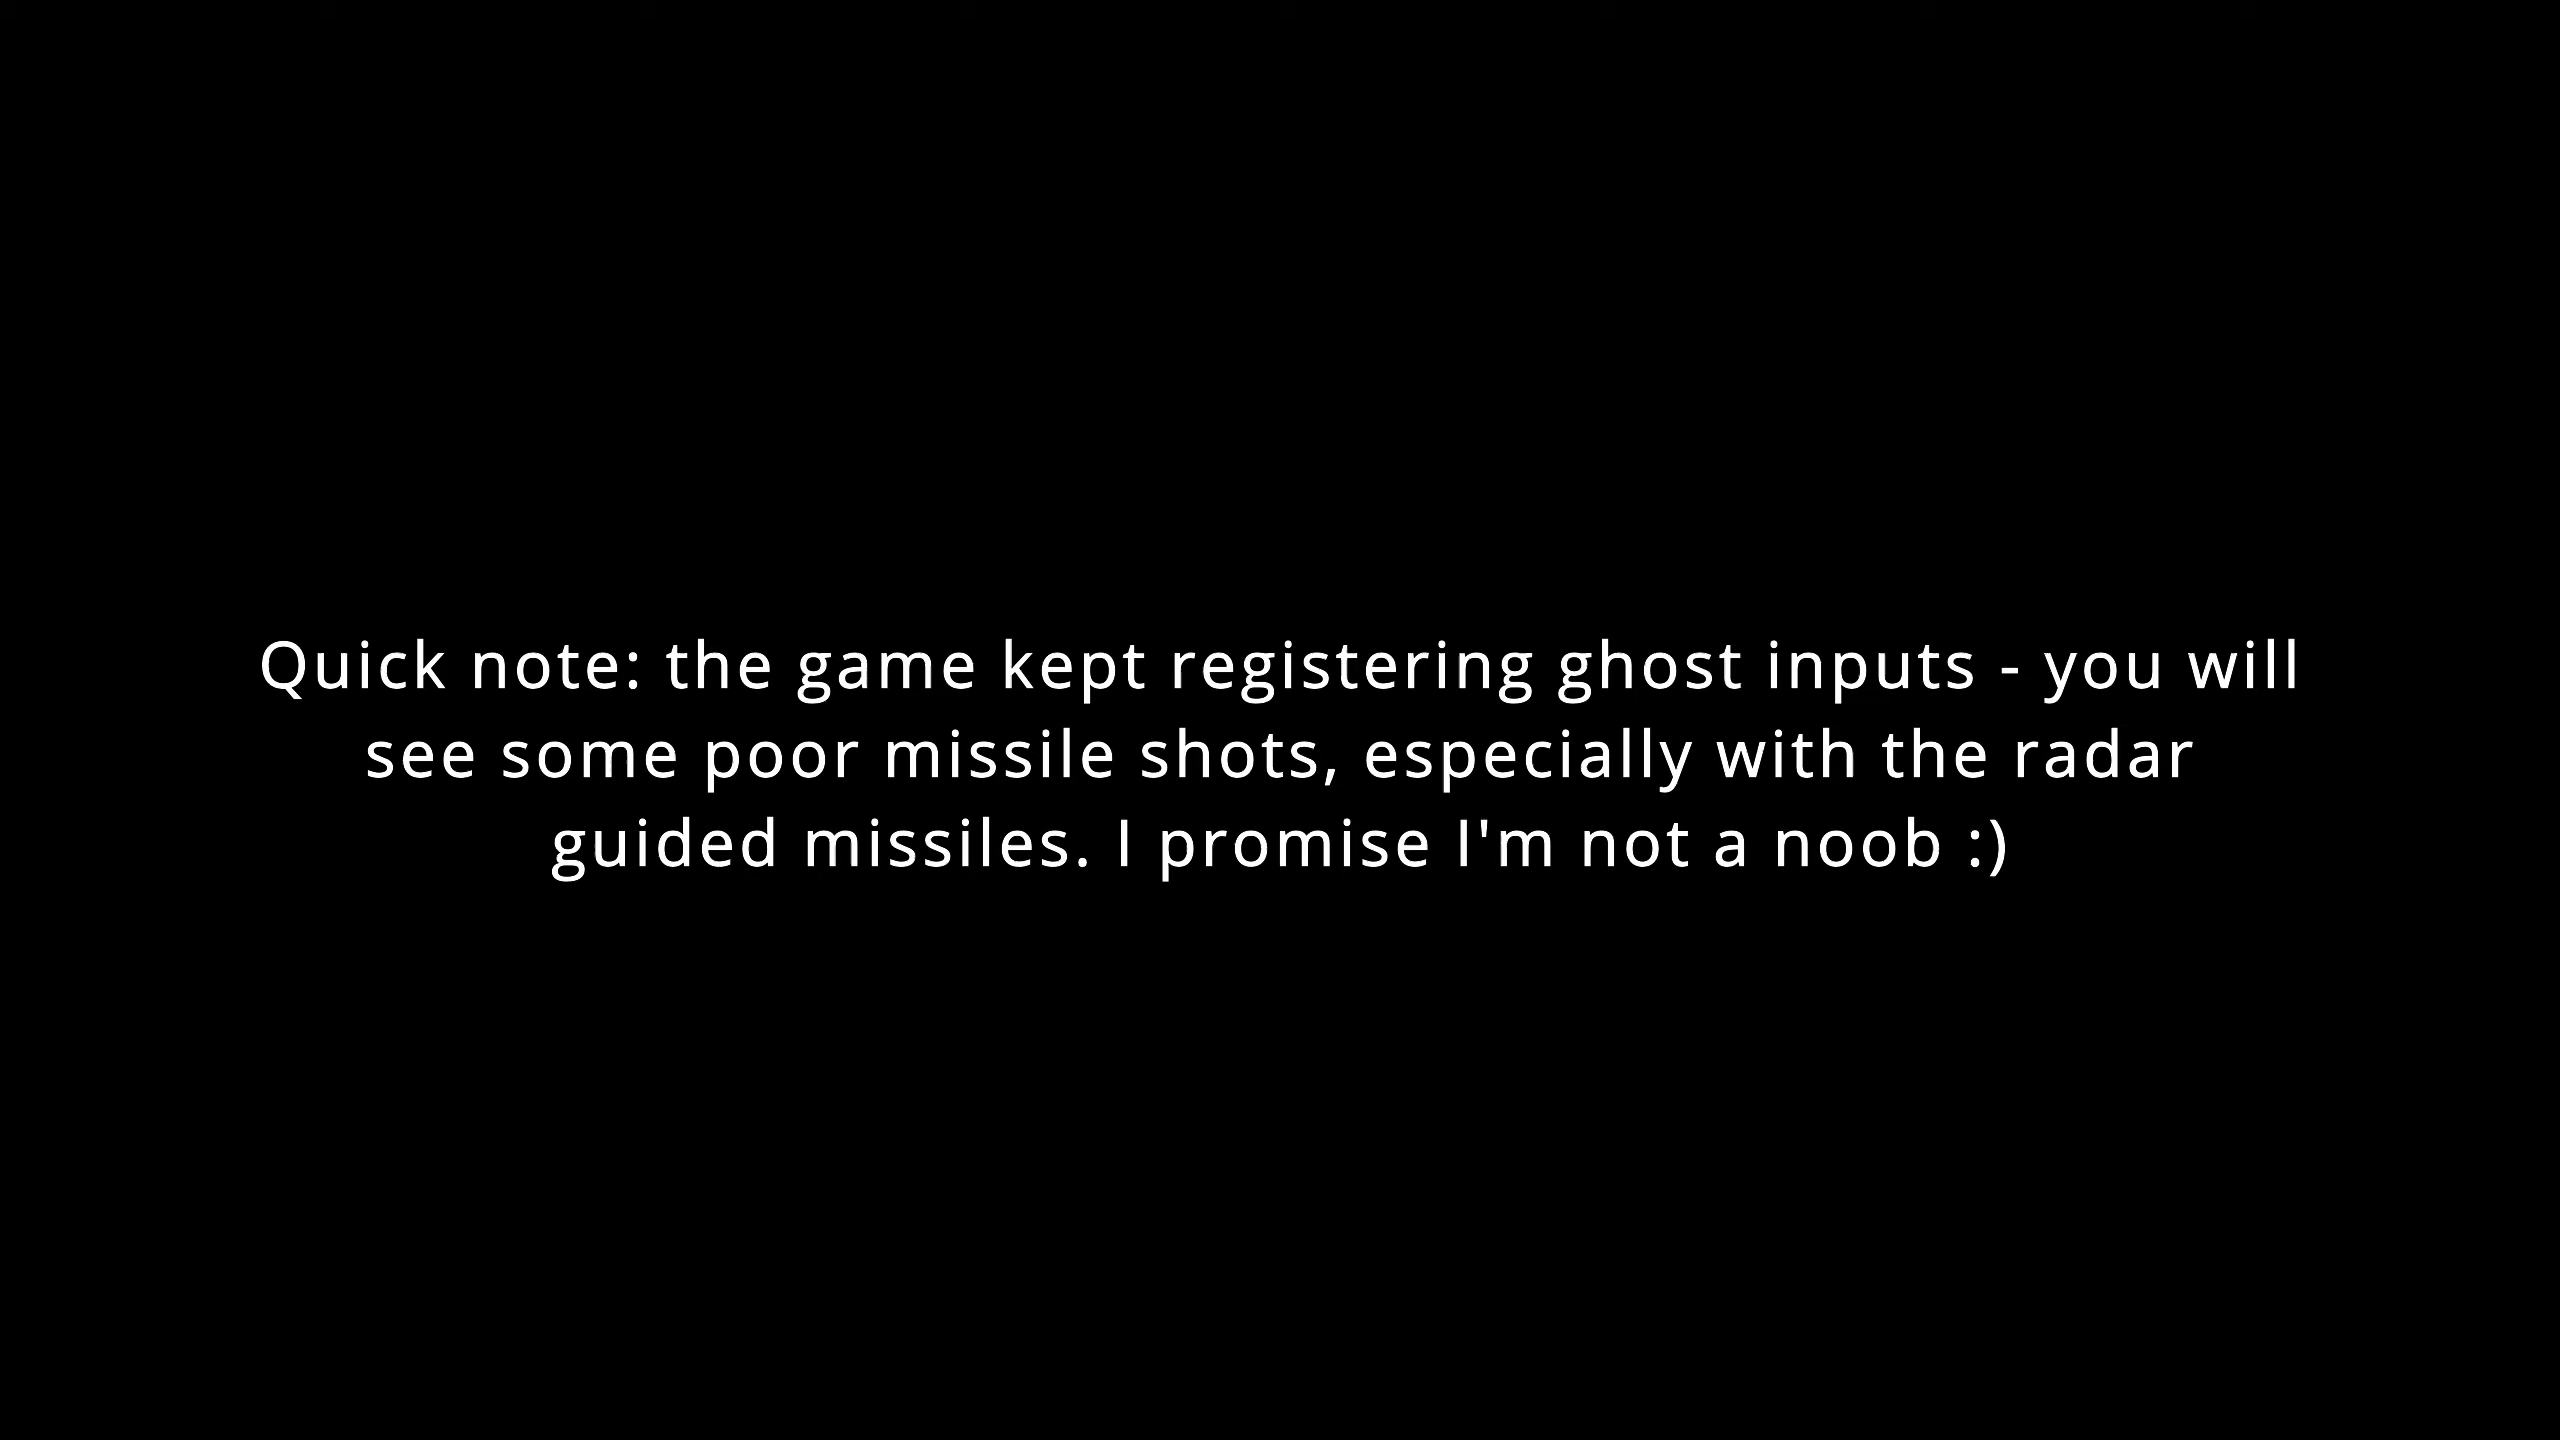 Quick note: the game kept registering ghost inputs - you will
see some poor missile shots, especially with the radar
guided missiles. I promise I'm not a noob :)